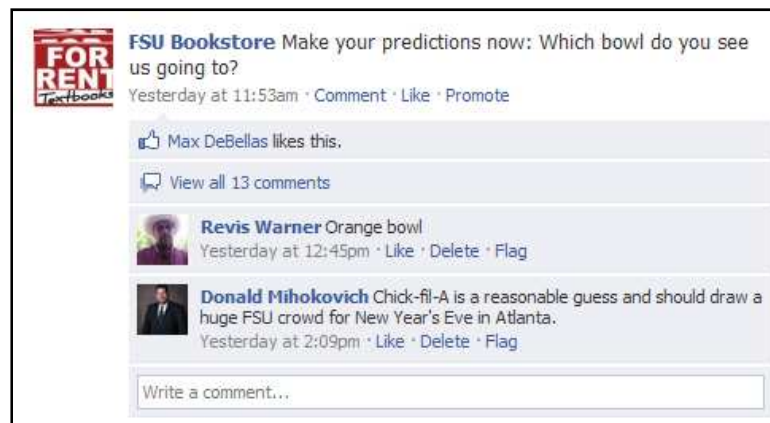 FOR
RENT
Textbooks
FSU Bookstore Make your predictions now: Which bowl do you see
us going to?
Yesterday at 11:53am · Comment · Like · Promote
Max DeBellas likes this.
View all 13 comments
Revis Warner Orange bowl
Yesterday at 12:45pm · Like · Delete · Flag
Donald Mihokovich Chick-fil-A is a reasonable guess and should draw a
huge FSU crowd for New Year's Eve in Atlanta.
Yesterday at 2:09pm · Like · Delete · Flag
Write a comment...